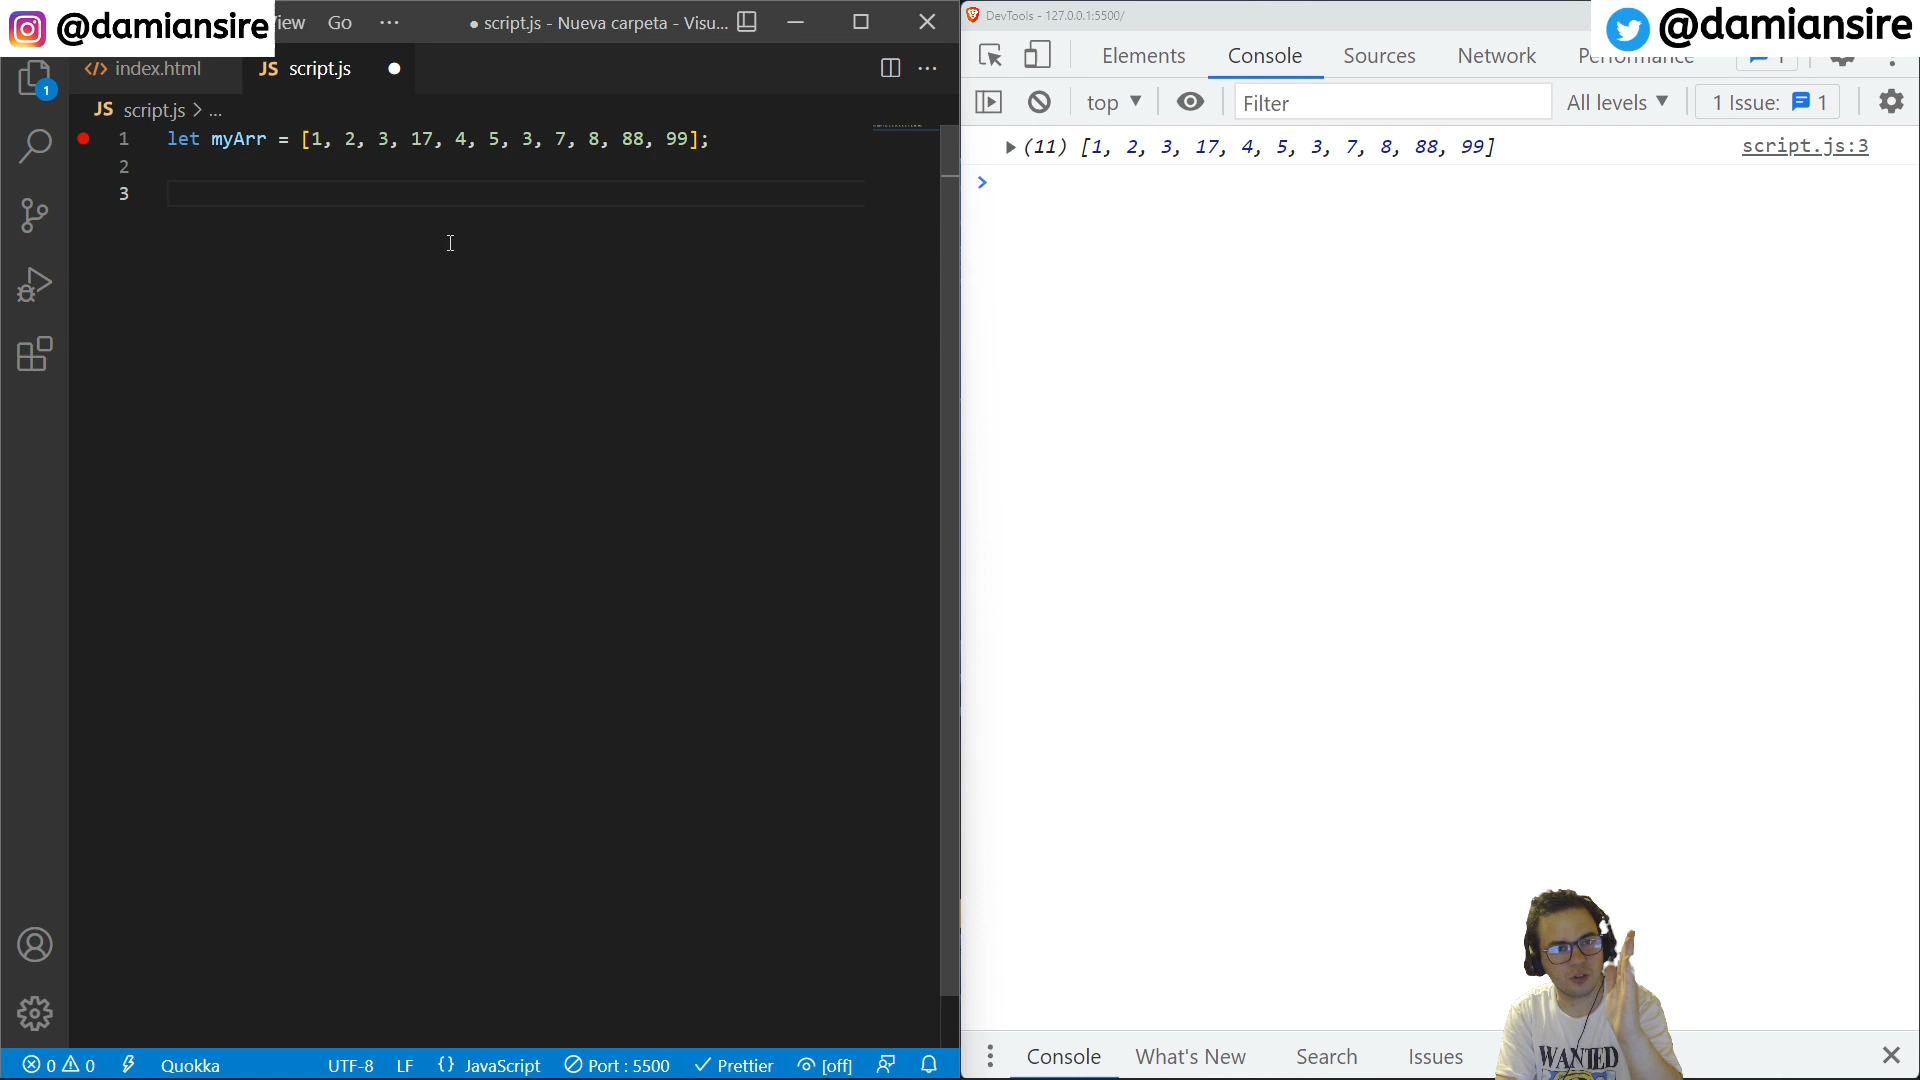 @damiansire
iew Go ···
● script.js - Nueva carpeta - Visu...
</> index.html
JS script.js ●
1
JS script.js > ...
1 let myArr = [1, 2, 3, 17, 4, 5, 3, 7, 8, 88, 99];
2
3
0 0
Quokka
UTF-8
LF
{} JavaScript
Port : 5500
Prettier
[off]
DevTools - 127.0.0.1:5500/
@damiansire
Elements
Console
Sources
Network
Performance
1
top
Filter
All levels
1 Issue: 1
(11) [1, 2, 3, 17, 4, 5, 3, 7, 8, 88, 99]
script.js:3
>
Console
What's New
Search
Issues
WANTED